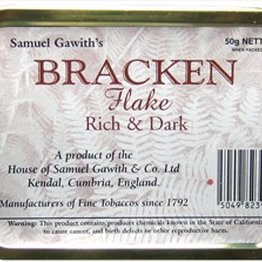 Samuel Gawith's
50g NETT
WHEN PACKED
BRACKEN
Flake
Rich & Dark
A product of the
House of Samuel Gawith & Co. Ltd
Kendal, Cumbria, England.
Manufacturers of Fine Tobaccos since 1792
Warning: This product contains/produces chemicals known in the State of California
to cause cancer, and birth defects or other reproductive harm.